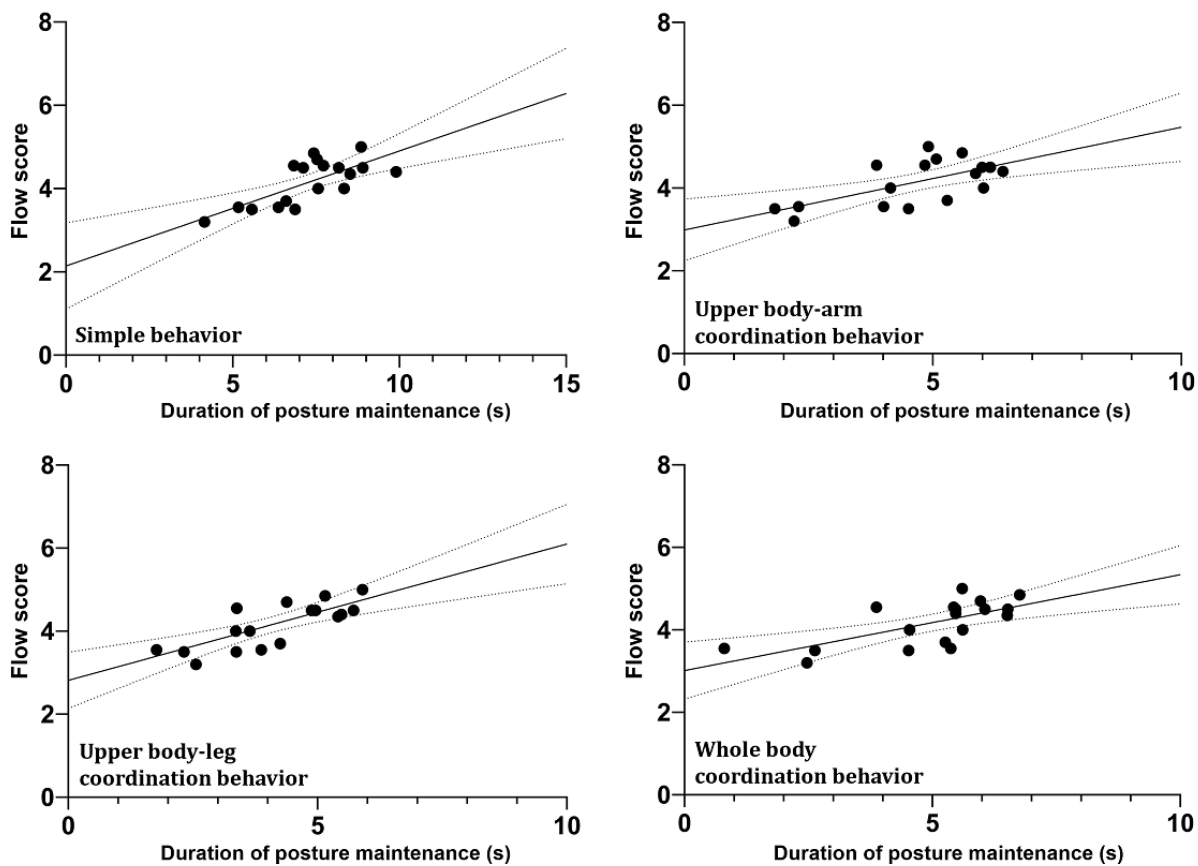 8
6
4
2
0
Flow score
Simple behavior
0
5
10
15
Duration of posture maintenance (s)
8
6
4
2
0
Flow score
Upper body-arm
coordination behavior
0
5
10
Duration of posture maintenance (s)
8
6
4
2
0
Flow score
Upper body-leg
coordination behavior
0
5
10
Duration of posture maintenance (s)
8
6
4
2
0
Flow score
Whole body
coordination behavior
0
5
10
Duration of posture maintenance (s)